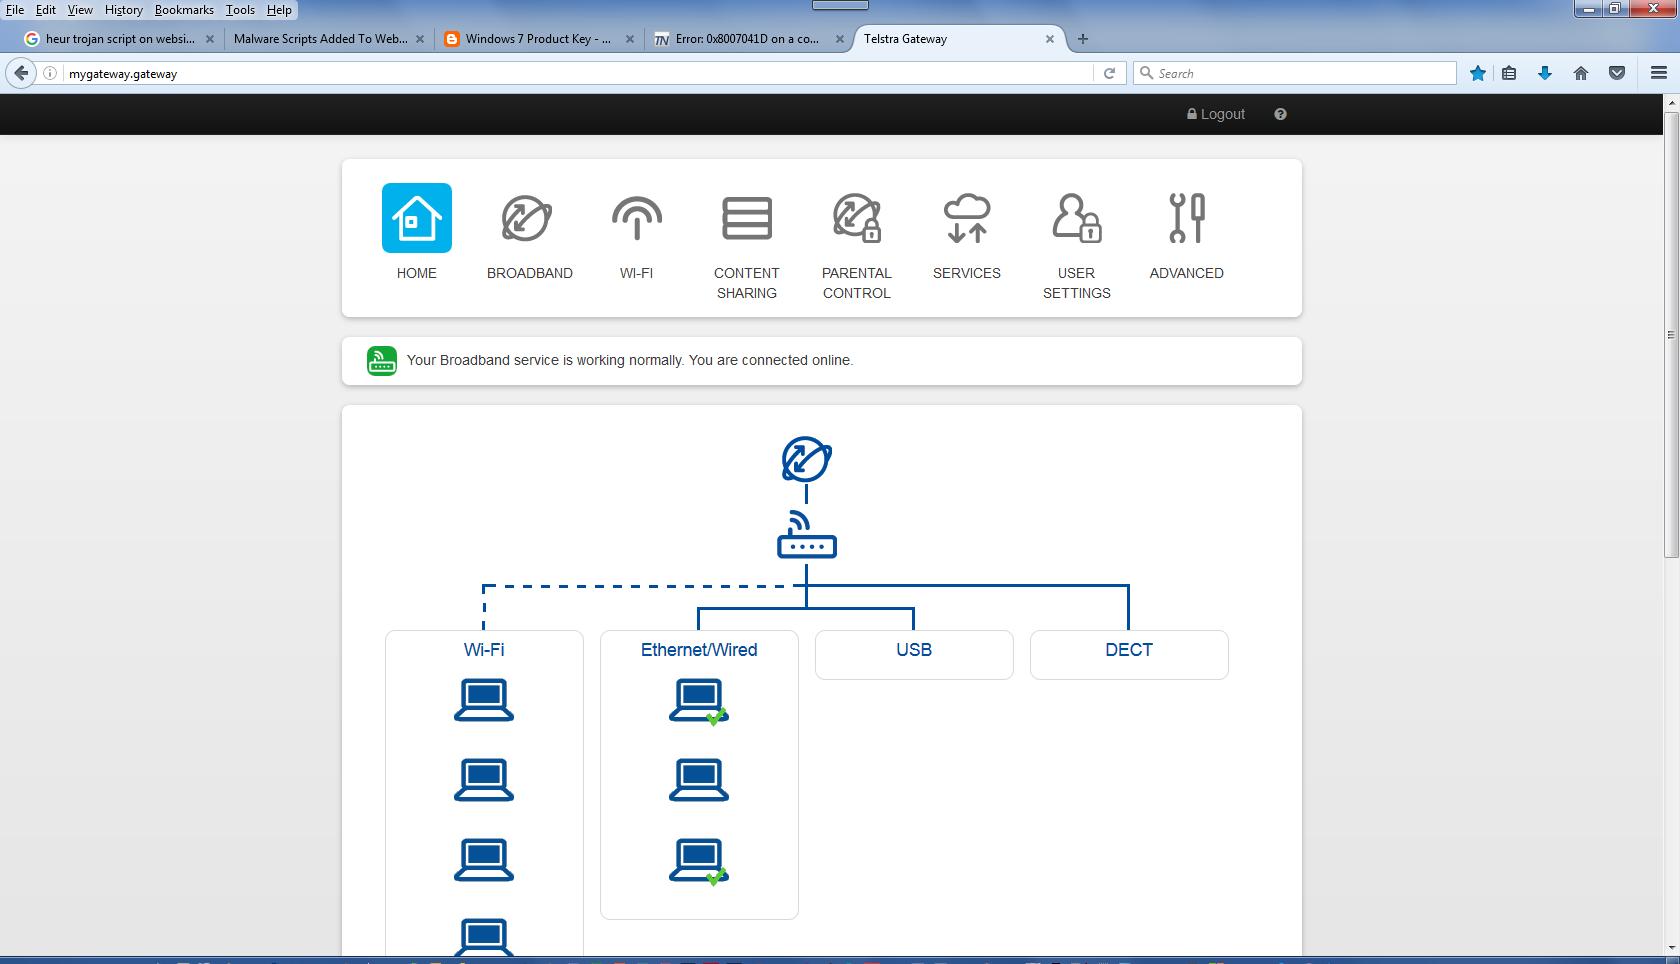 File Edit View History Bookmarks Tools Help
heur trojan script on websi...
Malware Scripts Added To Web...
Windows 7 Product Key - ...
TN Error: 0x8007041D on a co...
Telstra Gateway
mygateway.gateway
Search
Logout
HOME
BROADBAND
WI-FI
CONTENT
SHARING
PARENTAL
CONTROL
SERVICES
USER
SETTINGS
ADVANCED
Your Broadband service is working normally. You are connected online.
Wi-Fi
Ethernet/Wired
USB
DECT